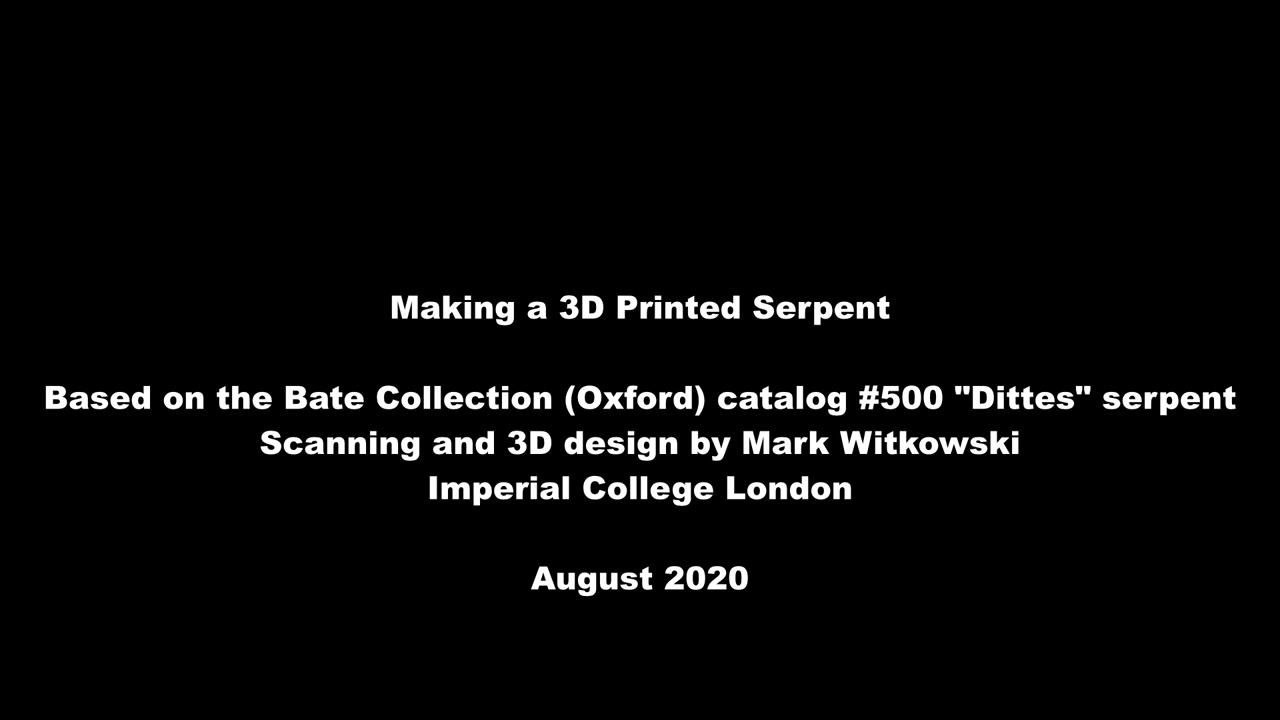 Making a 3D Printed Serpent
Based on the Bate Collection (Oxford) catalog #500 "Dittes" serpent
Scanning and 3D design by Mark Witkowski
Imperial College London
August 2020